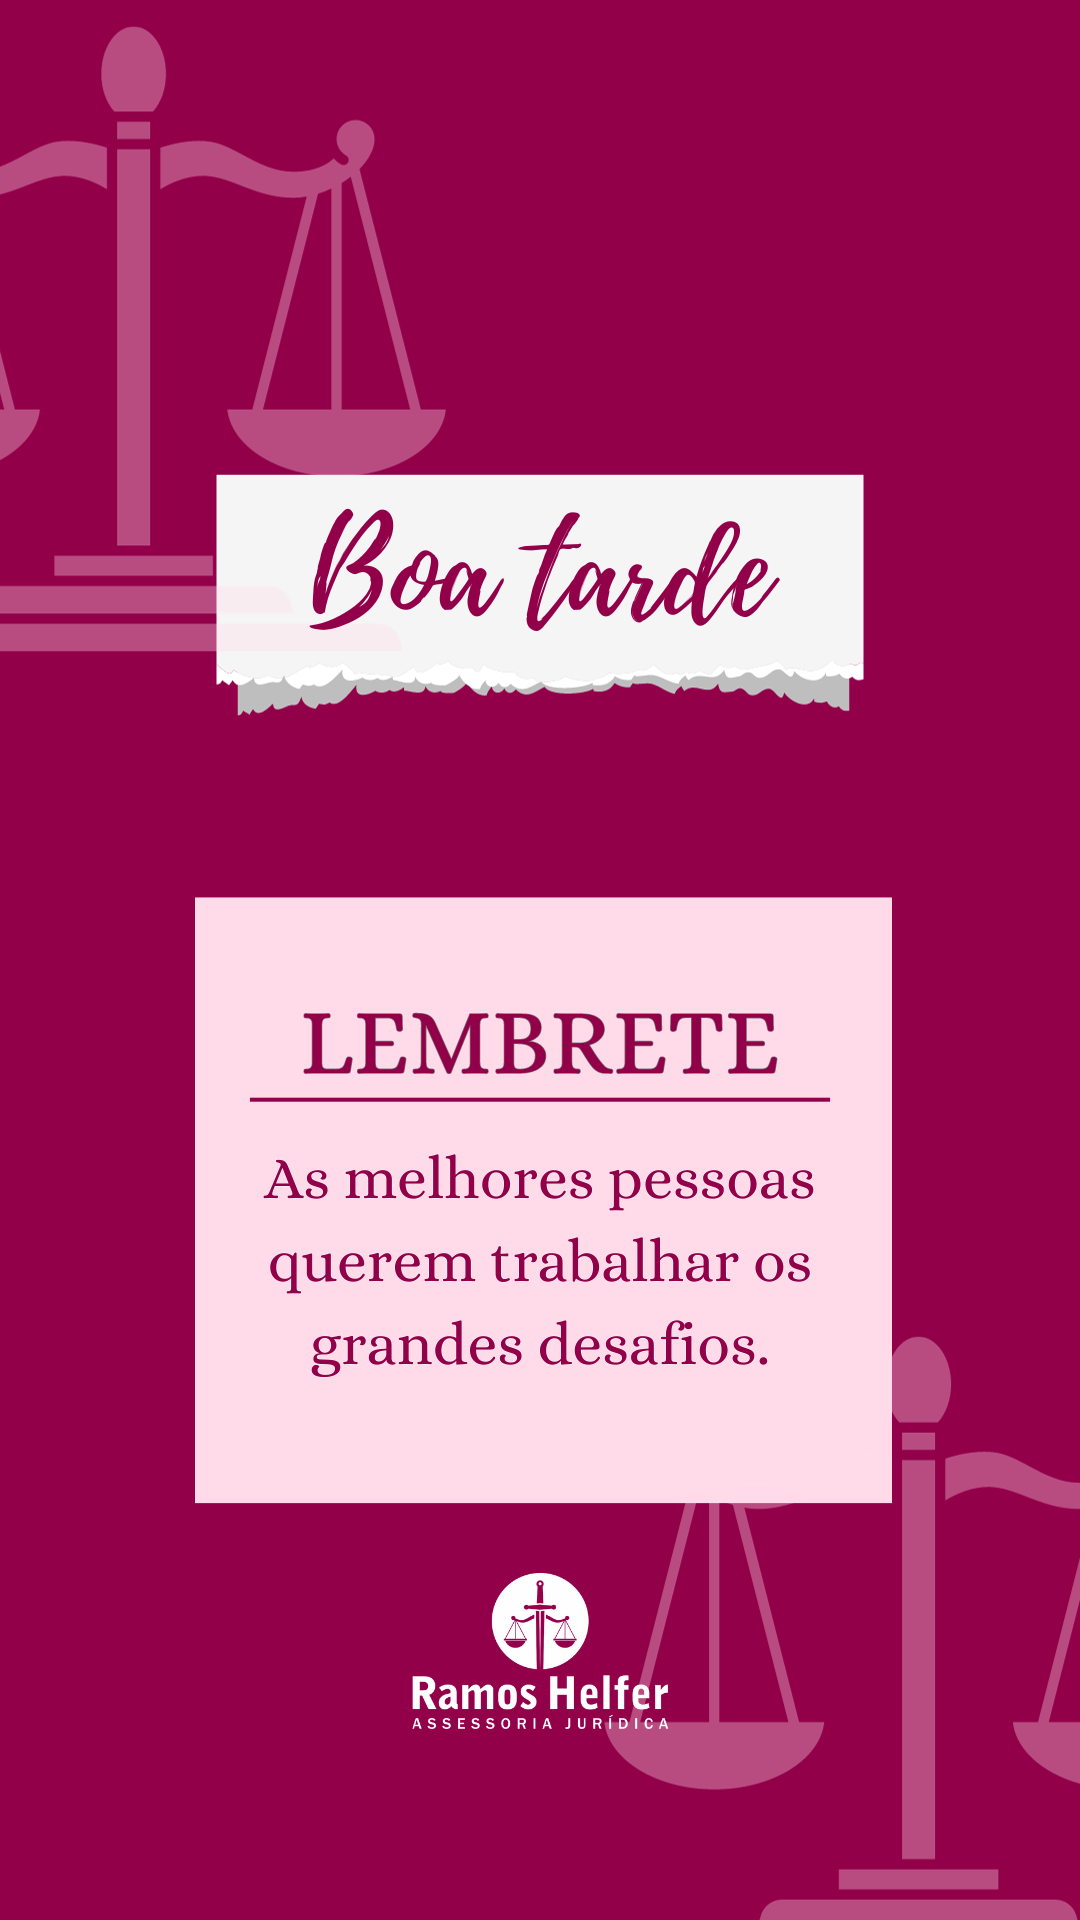 Boa tarde
LEMBRETE
As melhores pessoas
querem trabalhar os
grandes desafios.
Ramos Helfer
ASSESSORIA JURÍDICA